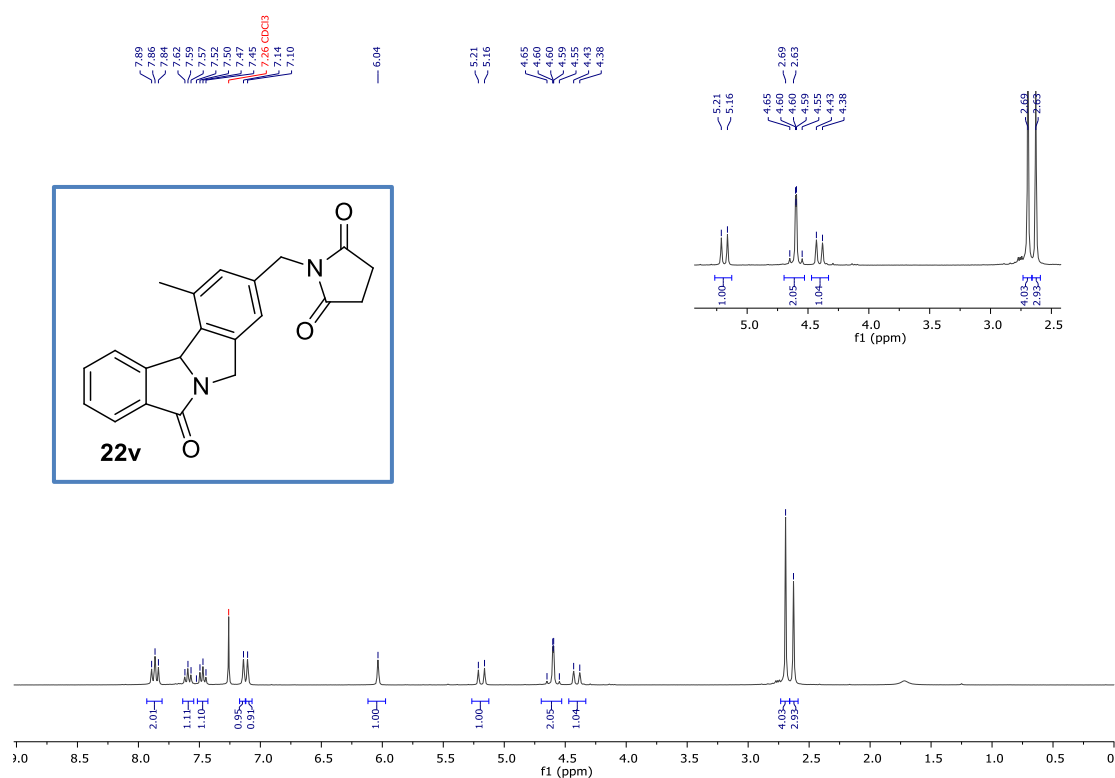 7.89 7.86 7.84 7.62 7.59 7.57 7.52 7.50 7.47 7.45 7.26 CDCl3 7.14 7.10 6.04 5.21 5.16 4.65 4.60 4.60 4.59 4.55 4.43 4.38 2.69 2.63
5.21 5.16 4.65 4.60 4.60 4.59 4.55 4.43 4.38 2.69 2.63
1.00 2.05 1.04 4.03 2.93
5.0 4.5 4.0 3.5 3.0 2.5
f1 (ppm)
O
N
O
N
O
22v
2.01 1.11 1.10 0.95 0.91 1.00 1.00 2.05 1.04 4.03 2.93
9.0 8.5 8.0 7.5 7.0 6.5 6.0 5.5 5.0 4.5 4.0 3.5 3.0 2.5 2.0 1.5 1.0 0.5 0
f1 (ppm)